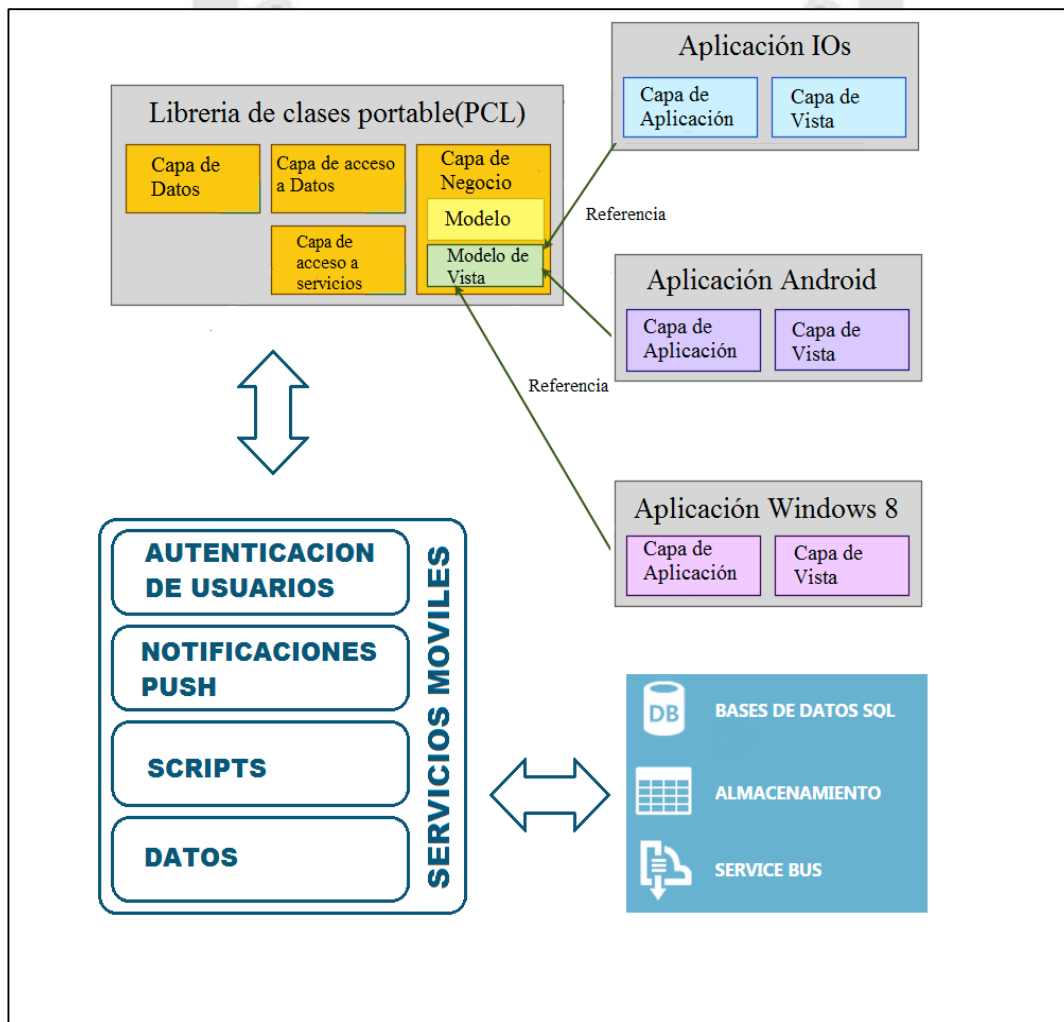 Aplicación IOs
Capa de
Aplicación
Capa de
Vista
Libreria de clases portable(PCL)
Capa de
Datos
Capa de acceso
a Datos
Capa de
Negocio
Modelo
Capa de
acceso a
servicios
Modelo de
Vista
Referencia
Aplicación Android
Capa de
Aplicación
Capa de
Vista
Referencia
Aplicación Windows 8
Capa de
Aplicación
Capa de
Vista
AUTENTICACION
DE USUARIOS
NOTIFICACIONES
PUSH
SCRIPTS
DATOS
SERVICIOS MOVILES
DB
BASES DE DATOS SQL
ALMACENAMIENTO
SERVICE BUS